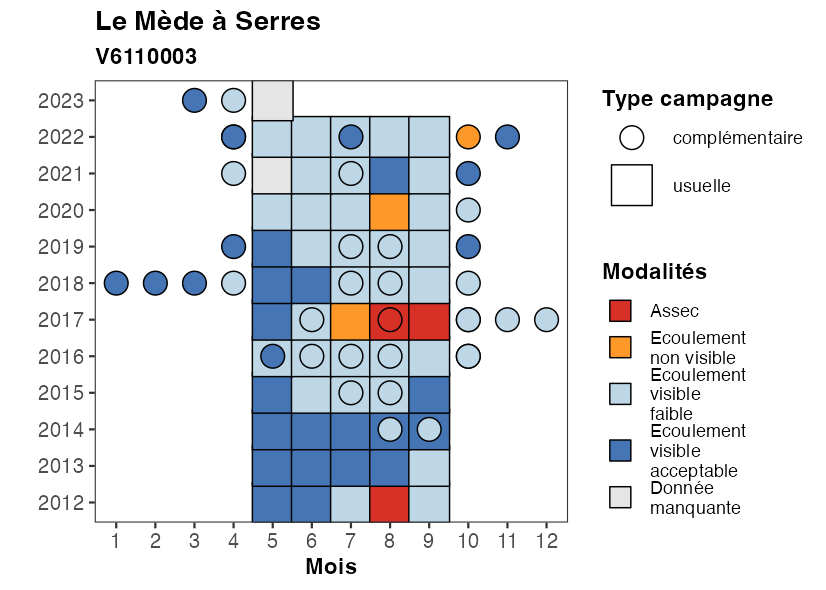 Le Mède à Serres
V6110003
2023
2022
2021
2020
2019
2018
2017
2016
2015
2014
2013
2012
1 2 3 4 5 6 7 8 9 10 11 12
Mois
Type campagne
complémentaire
usuelle
Modalités
Assec
Ecoulement
non visible
Ecoulement
visible
faible
Ecoulement
visible
acceptable
Donnée
manquante